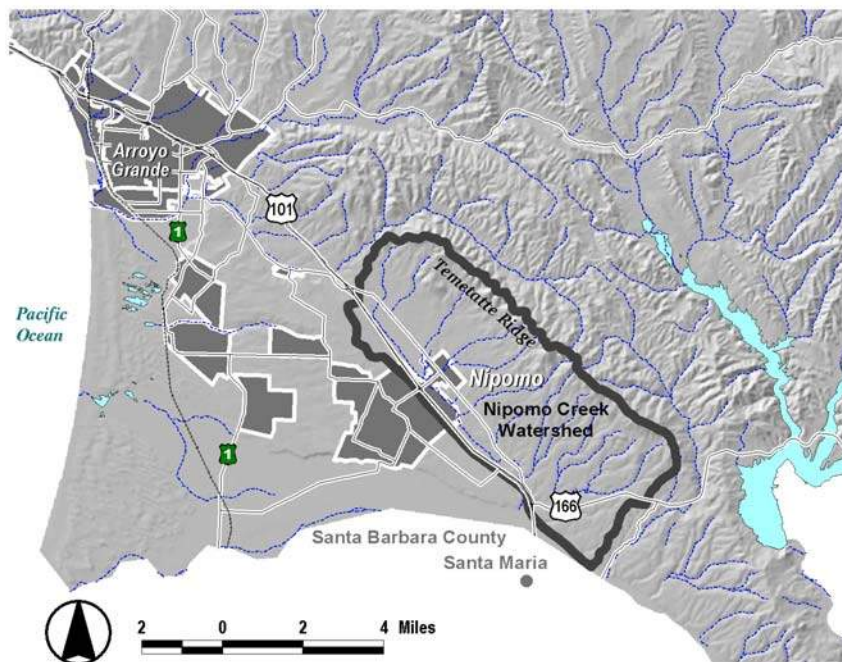 Arroyo
Grande
101
1
Temetatte Ridge
Pacific
Ocean
Nipomo
Nipomo Creek
Watershed
1
166
Santa Barbara County
Santa Maria
2 0 2 4 Miles